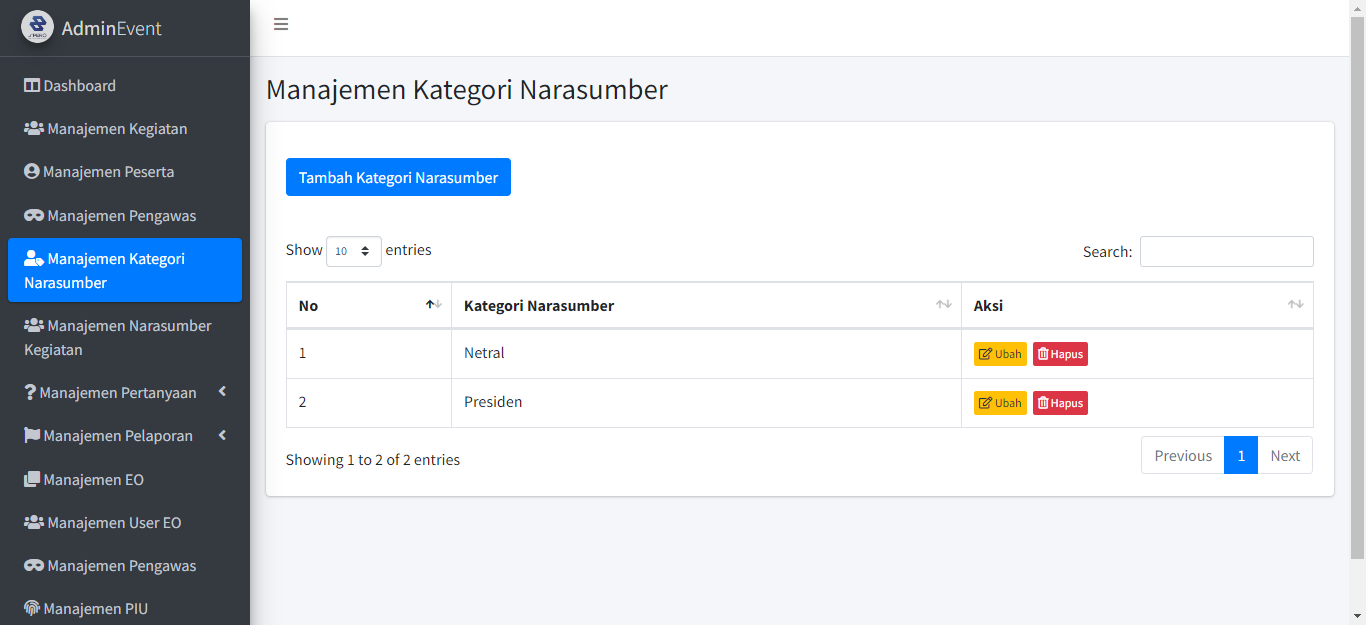 AdminEvent
Dashboard
Manajemen Kegiatan
Manajemen Peserta
Manajemen Pengawas
Manajemen Kategori
Narasumber
Manajemen Narasumber
Kegiatan
Manajemen Pertanyaan
Manajemen Pelaporan
Manajemen EO
Manajemen User EO
Manajemen Pengawas
Manajemen PIU
Manajemen Kategori Narasumber
Tambah Kategori Narasumber
Show 10 entries
Search:
No Kategori Narasumber Aksi
1 Netral Ubah Hapus
2 Presiden Ubah Hapus
Showing 1 to 2 of 2 entries
Previous 1 Next